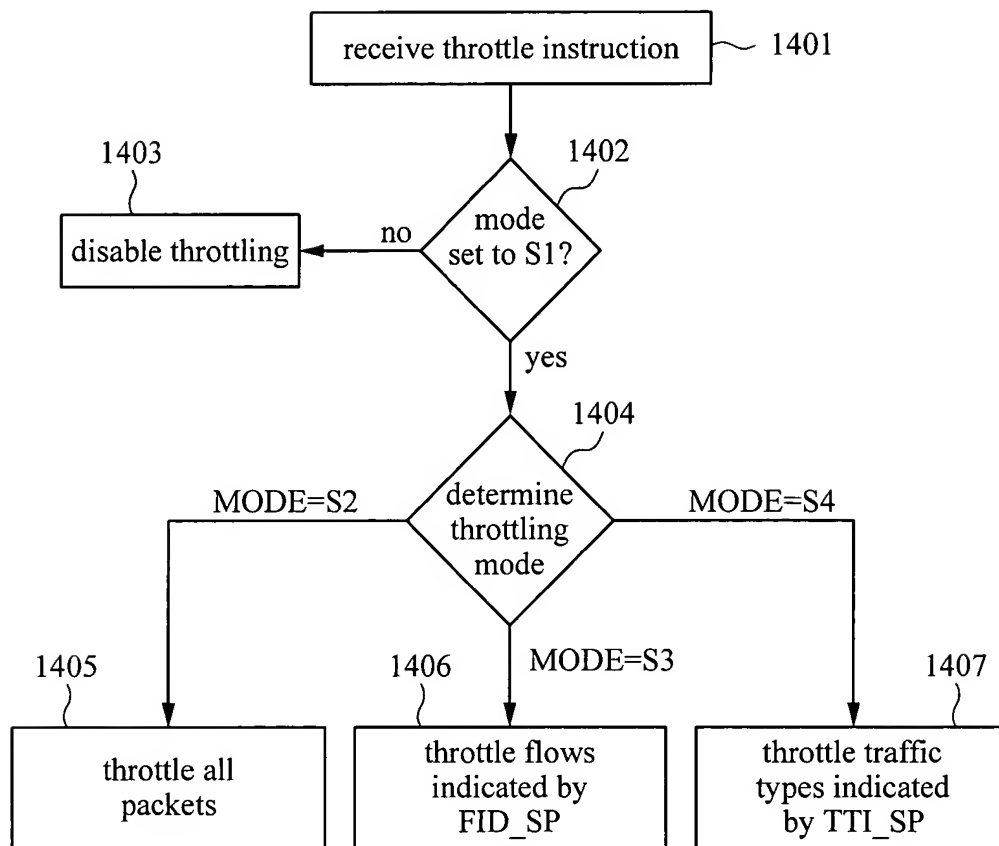 receive throttle instruction
1401
1402
1403
mode
set to S1?
no
disable throttling
yes
1404
MODE=S2
determine
throttling
mode
MODE=S4
MODE=S3
1405
1406
1407
throttle all
packets
throttle flows
indicated by
FID_SP
throttle traffic
types indicated
by TTI_SP